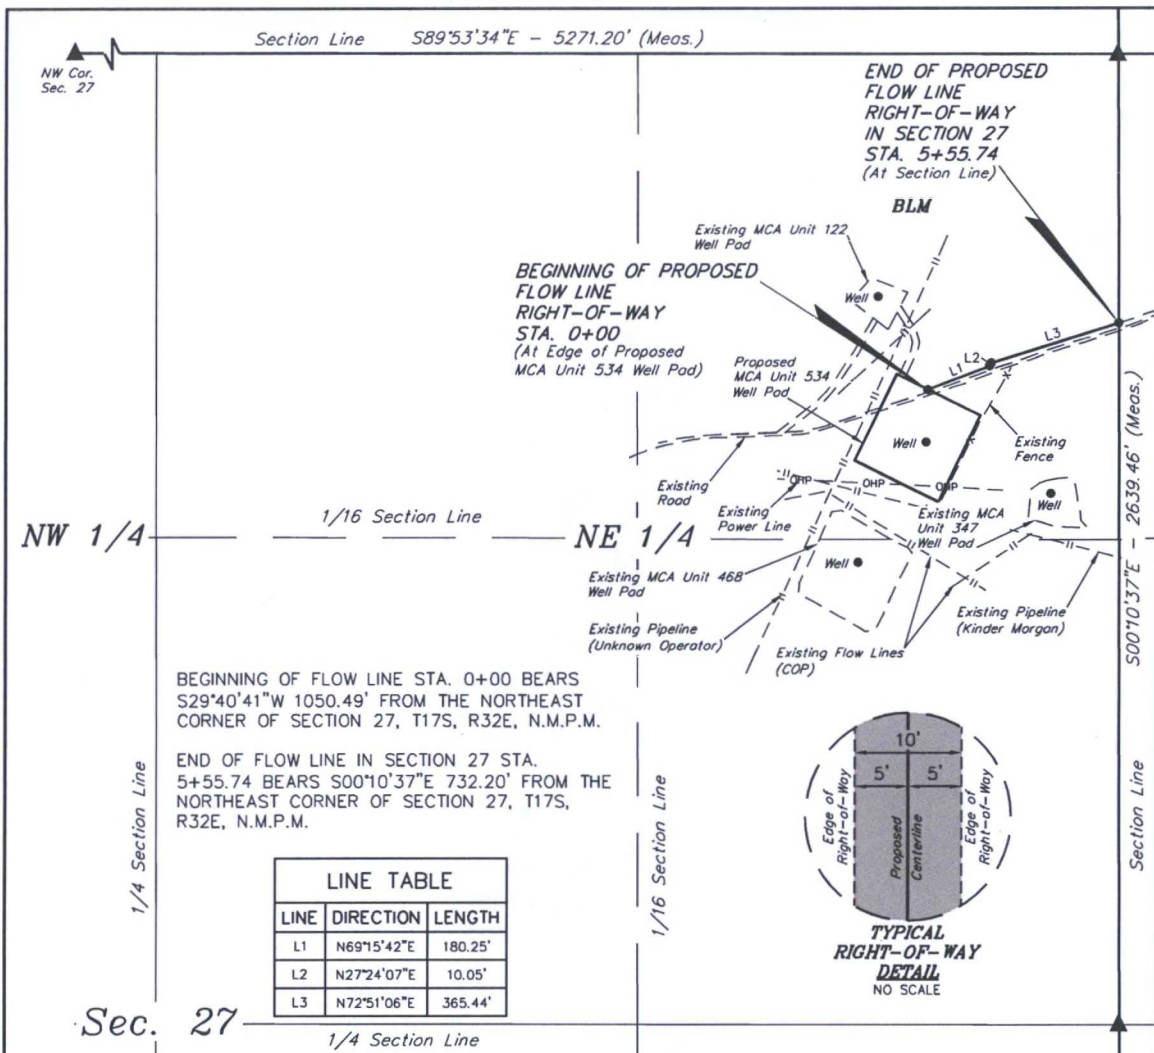 Section Line S89°53'34"E - 5271.20' (Meas.)
NW Cor.
Sec. 27
END OF PROPOSED
FLOW LINE
RIGHT-OF-WAY
IN SECTION 27
STA. 5+55.74
(At Section Line)
BLM
Existing MCA Unit 122
Well Pad
BEGINNING OF PROPOSED
FLOW LINE
RIGHT-OF-WAY
STA. 0+00
(At Edge of Proposed
MCA Unit 534 Well Pad)
Well
L3
L2
L1
Proposed
MCA Unit 534
Well Pad
Well
Existing
Fence
Existing
Road
OHP OHP OHP
Existing
Power Line
Existing MCA
Unit 347
Well Pad
Well
S00°10'37"E - 2639.46' (Meas.)
NW 1/4
1/16 Section Line
NE 1/4
Existing MCA Unit 468
Well Pad
Well
Existing Pipeline
(Unknown Operator)
Existing Flow Lines
(COP)
Existing Pipeline
(Kinder Morgan)
BEGINNING OF FLOW LINE STA. 0+00 BEARS
S29°40'41"W 1050.49' FROM THE NORTHEAST
CORNER OF SECTION 27, T17S, R32E, N.M.P.M.
END OF FLOW LINE IN SECTION 27 STA.
5+55.74 BEARS S00°10'37"E 732.20' FROM THE
NORTHEAST CORNER OF SECTION 27, T17S,
R32E, N.M.P.M.
1/4 Section Line
1/16 Section Line
Section Line
10'
5' 5'
Edge of
Right-of-Way
Proposed
Centerline
Edge of
Right-of-Way
TYPICAL
RIGHT-OF-WAY
DETAIL
NO SCALE
LINE TABLE
LINE DIRECTION LENGTH
L1 N69°15'42"E 180.25'
L2 N27°24'07"E 10.05'
L3 N72°51'06"E 365.44'
Sec. 27
1/4 Section Line